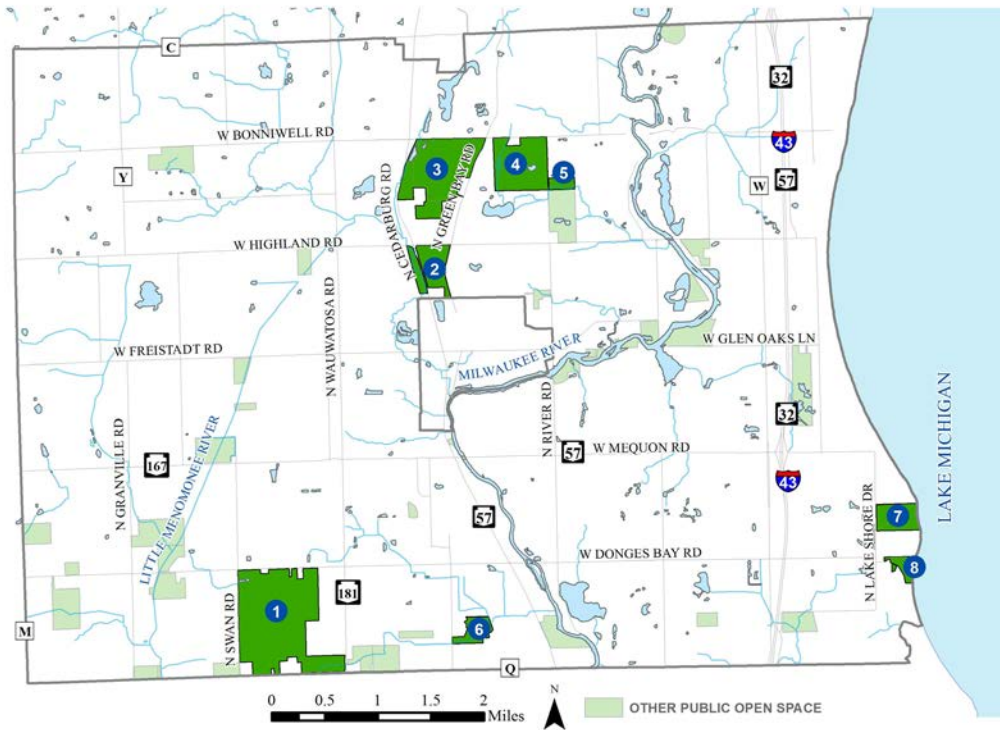 C
32
W BONNIWELL RD
43
3
4
5
Y
57
W
N CEDARBURG RD
N GREEN BAY RD
W HIGHLAND RD
2
N WAUWATOSA RD
W FREISTADT RD
W GLEN OAKS LN
MILWAUKEE RIVER
LAKE MICHIGAN
32
N RIVER RD
W MEQUON RD
57
N GRANVILLE RD
167
43
LITTLE MENOMONEE RIVER
57
N LAKE SHORE DR
7
W DONGES BAY RD
8
N SWAN RD
1
181
6
M
Q
0 0.5 1 1.5 2
Miles
N
OTHER PUBLIC OPEN SPACE